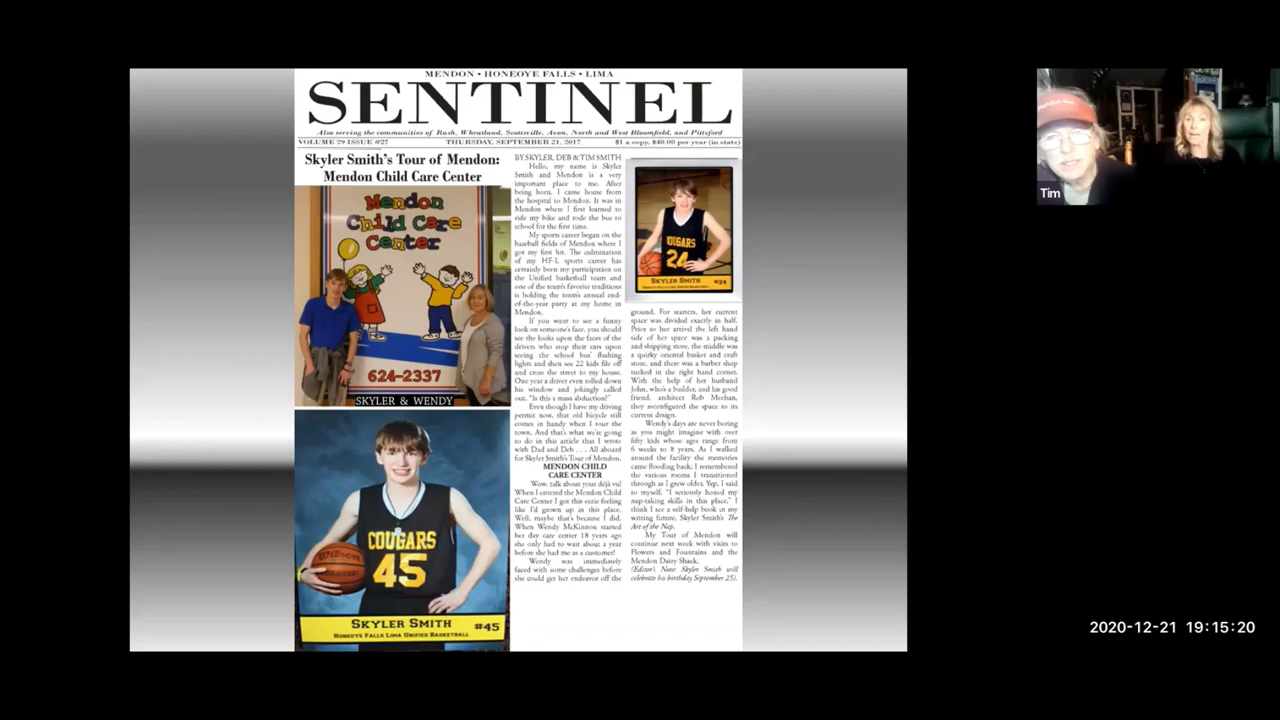 MENDON • HONEOYE FALLS • LIMA
SENTINEL
Also serving the communities of Rush, Wheatland, Scottsville, Avon, North and West Bloomfield, and Pittsford
VOLUME 29 ISSUE #27
THURSDAY, SEPTEMBER 21, 2017
$1 a copy, $40.00 per year (in state)
Skyler Smith's Tour of Mendon:
Mendon Child Care Center
Mendon
Child Care
Center
624-2337
SKYLER & WENDY
COUGARS
45
SKYLER SMITH
#45
HONEOYE FALLS LIMA UNIFIED BASKETBALL
BY SKYLER, DEB & TIM SMITH
Hello, my name is Skyler
Smith and Mendon is a very
important place to me. After
being born, I came home from
the hospital to Mendon. It was in
Mendon where I first learned to
ride my bike and rode the bus to
school for the first time.
My sports career began on the
baseball fields of Mendon where I
got my first hit. The culmination
of my HF-L sports career has
certainly been my participation on
the Unified basketball team and
one of the team's favorite traditions
is holding the team's annual end-
of-the-year party at my home in
Mendon.
If you want to see a funny
look on someone's face, you should
see the looks upon the faces of the
drivers who stop their cars upon
seeing the school bus' flashing
lights and then see 22 kids file off
and cross the street to my house.
One year a driver even rolled down
his window and jokingly called
out, "Is this a mass abduction?"
Even though I have my driving
permit now, that old bicycle still
comes in handy when I tour the
town. And that's what we're going
to do in this article that I wrote
with Dad and Deb . . . All aboard
for Skyler Smith's Tour of Mendon.
MENDON CHILD
CARE CENTER
Wow, talk about your déjà vu!
When I entered the Mendon Child
Care Center I got this eerie feeling
like I'd grown up in this place.
Well, maybe that's because I did.
When Wendy McKinnon started
her day care center 18 years ago
she only had to wait about a year
before she had me as a customer!
Wendy was immediately
faced with some challenges before
she could get her endeavor off the
COUGARS
24
SKYLER SMITH
#24
HONEOYE FALLS LIMA UNIFIED BASKETBALL
ground. For starters, her current
space was divided exactly in half.
Prior to her arrival the left hand
side of her space was a packing
and shipping store, the middle was
a quirky oriental basket and craft
store, and there was a barber shop
tucked in the right hand corner.
With the help of her husband
John, who's a builder, and his good
friend, architect Rob Meehan,
they reconfigured the space to its
current design.
Wendy's days are never boring
as you might imagine with over
fifty kids whose ages range from
6 weeks to 8 years. As I walked
around the facility the memories
came flooding back; I remembered
the various rooms I transitioned
through as I grew older. Yep, I said
to myself, "I seriously honed my
nap-taking skills in this place." I
think I see a self-help book in my
writing future, Skyler Smith's The
Art of the Nap.
My Tour of Mendon will
continue next week with visits to
Flowers and Fountains and the
Mendon Dairy Shack.
(Editor's Note: Skyler Smith will
celebrate his birthday September 25).
Tim
2020-12-21 19:15:20